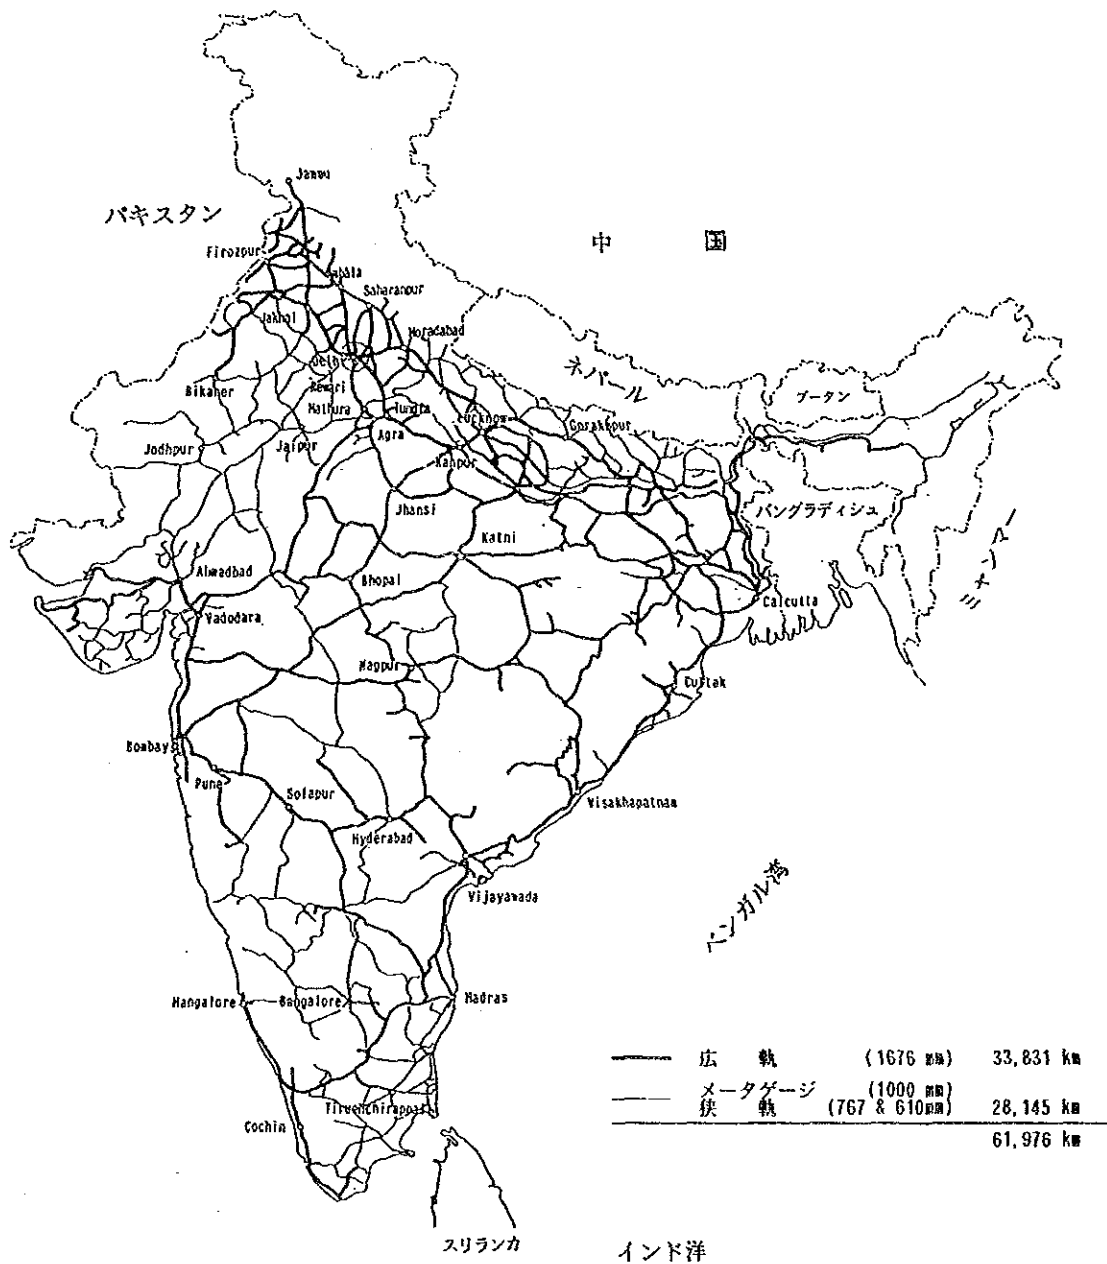 Jammu
パキスタン
中 国
Firozpur
Saharanpur
Jakhal
Moradabad
Delhi
ネパール
Bikaner
Rewari
ブータン
Mathura
Tundla
Lucknow
Gorakhpur
Jodhpur
Jaipur
Agra
Kanpur
Jhansi
バングラディシュ
Katni
ミャンマー
Bhopal
Calcutta
Vadodara
Nagpur
Cuttak
Bombay
Pune
Solapur
Visakhapatnam
Hyderabad
Vijayawada
ベンガル湾
Mangalore
Bangalore
Madras
広 軌 (1676 mm) 33,831 km
メータゲージ (1000 mm)
狭 軌 (767 & 610mm) 28,145 km
Cochin
61,976 km
スリランカ
インド洋